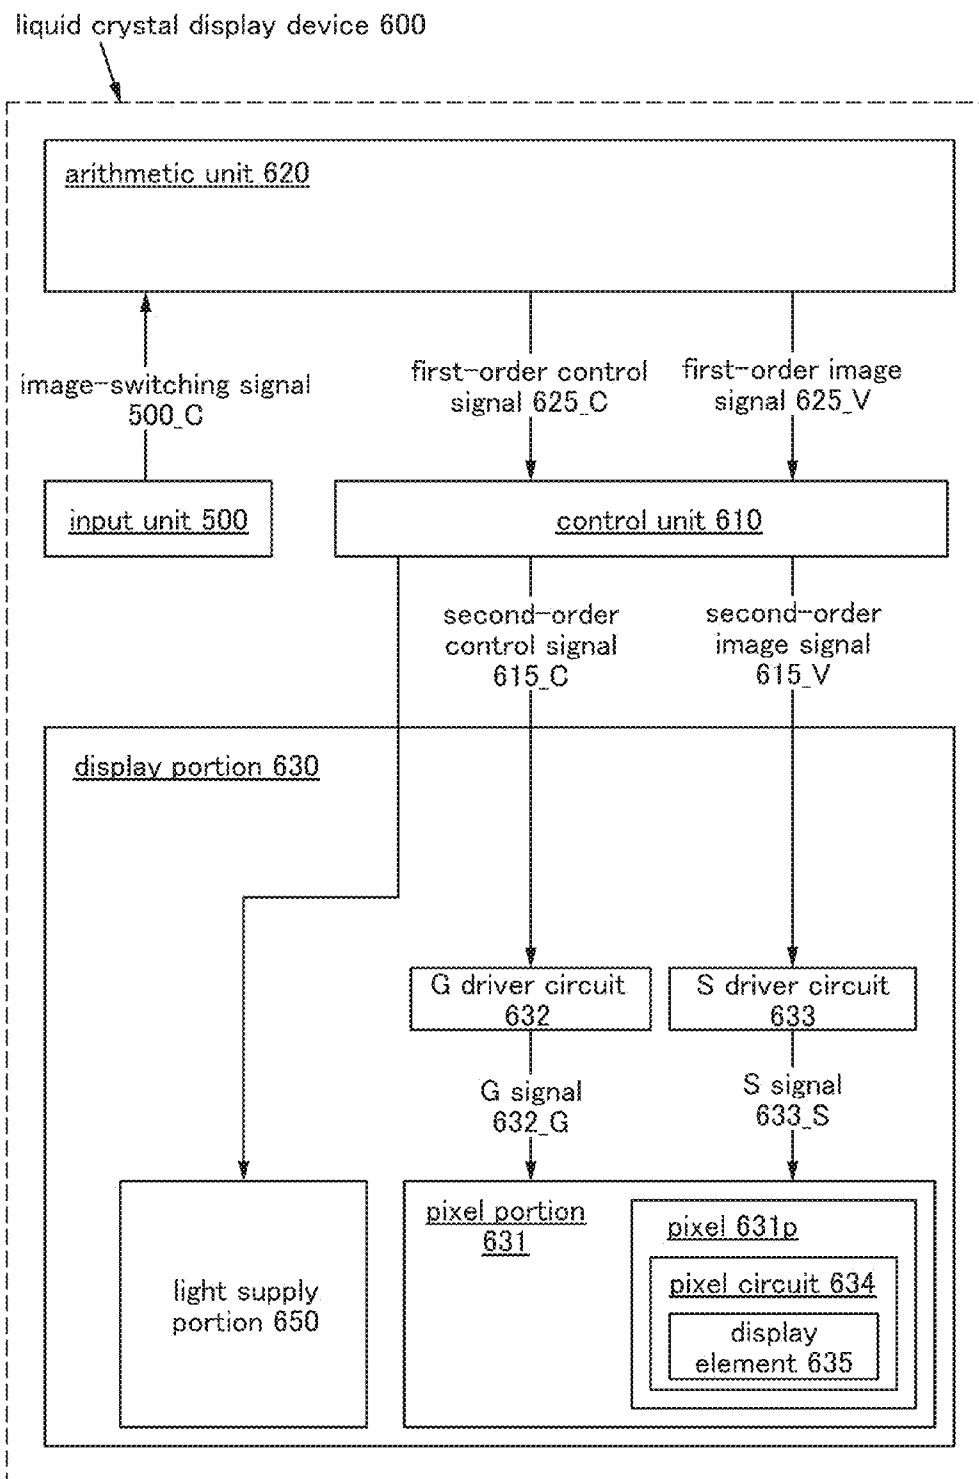 liquid crystal display device 600
arithmetic unit 620
image-switching signal
500_C
first-order control
signal 625_C
first-order image
signal 625_V
input unit 500
control unit 610
second-order
control signal
615_C
second-order
image signal
615_V
display portion 630
G driver circuit
632
S driver circuit
633
G signal
632_G
S signal
633_S
light supply
portion 650
pixel portion
631
pixel 631p
pixel circuit 634
display
element 635